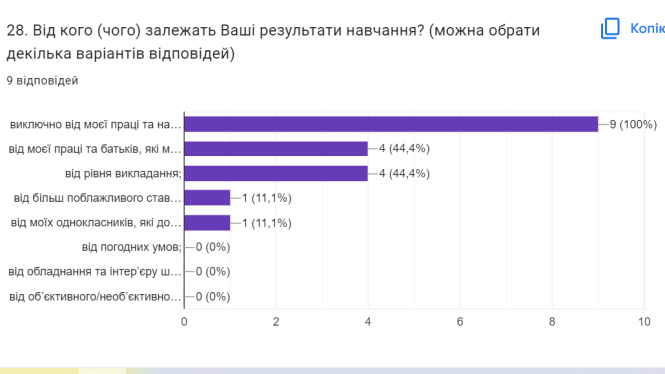 28. Від кого (чого) залежать Ваші результати навчання? (можна обрати
декілька варіантів відповідей)
Копію
9 відповідей
виключно від моєї праці та на… 9 (100%)
від моєї праці та батьків, які м… 4 (44,4%)
від рівня викладання; 4 (44,4%)
від більш поблажливого став… 1 (11,1%)
від моїх однокласників, які до… 1 (11,1%)
від погодних умов; 0 (0%)
від обладнання та інтер’єру ш… 0 (0%)
від об’єктивного/необ’єктивно… 0 (0%)
0 2 4 6 8 10